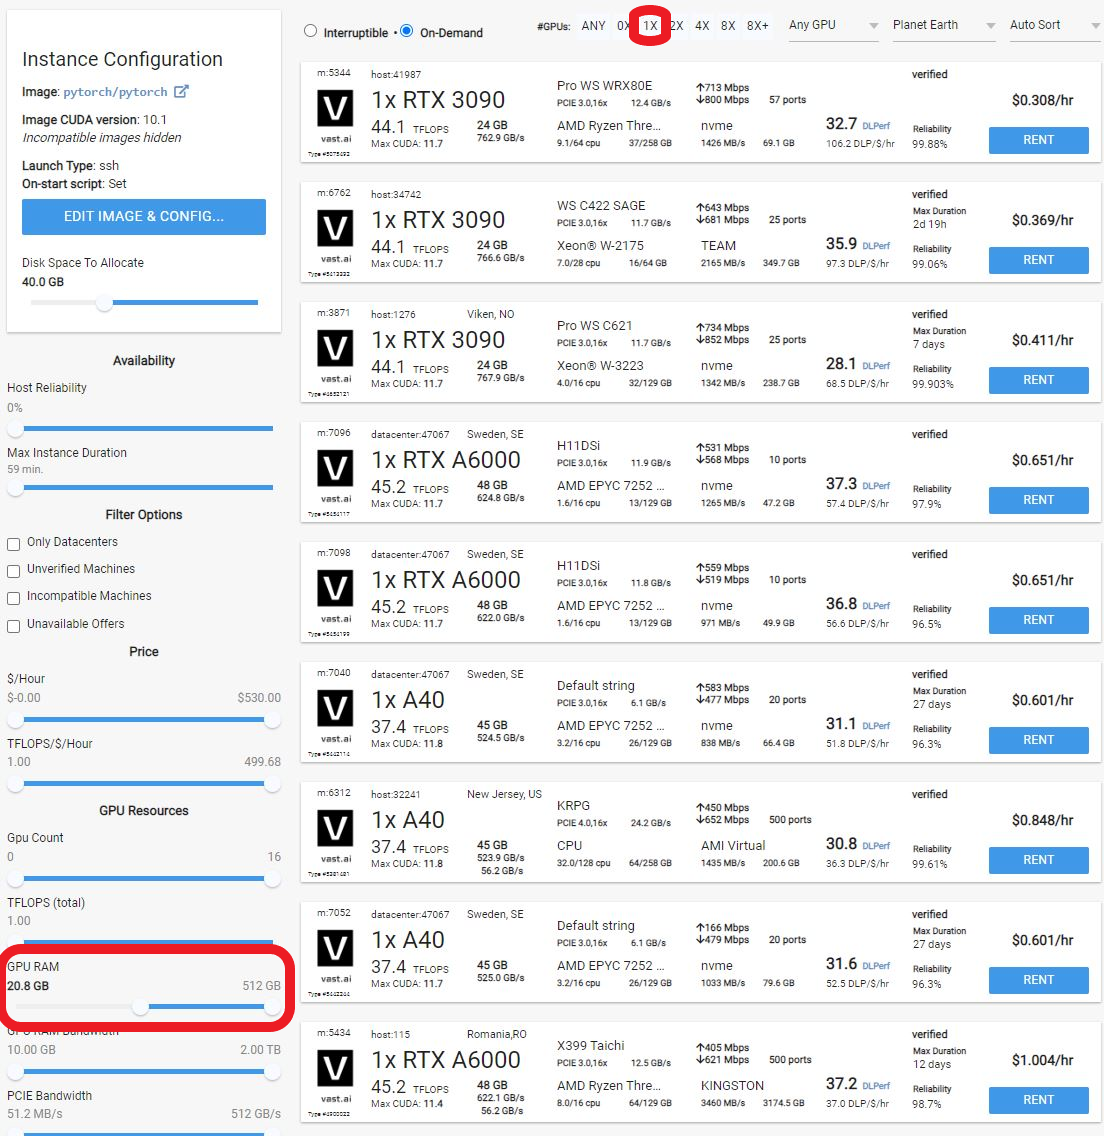 Instance Configuration
Image: pytorch/pytorch
Image CUDA version: 10.1
Incompatible images hidden
Launch Type: ssh
On-start script: Set
EDIT IMAGE & CONFIG...
Disk Space To Allocate
40.0 GB
Availability
Host Reliability
0%
Max Instance Duration
59 min.
Filter Options
Only Datacenters
Unverified Machines
Incompatible Machines
Unavailable Offers
Price
$/Hour
$-0.00 $530.00
TFLOPS/$/Hour
1.00 499.68
GPU Resources
Gpu Count
0 16
TFLOPS (total)
1.00
GPU RAM
20.8 GB 512 GB
GPU RAM Bandwidth
10.00 GB 2.00 TB
PCIE Bandwidth
51.2 MB/s 512 GB/s
Interruptible • On-Demand #GPUs: ANY 0X 1X 2X 4X 8X 8X+ Any GPU Planet Earth Auto Sort
m:5344 host:41987 verified
1x RTX 3090 Pro WS WRX80E ↑713 Mbps
PCIE 3.0,16x 12.4 GB/s ↓800 Mbps 57 ports $0.308/hr
44.1 TFLOPS 24 GB AMD Ryzen Thre... nvme 32.7 DLPerf Reliability
Max CUDA: 11.7 762.9 GB/s 9.1/64 cpu 37/258 GB 1426 MB/s 69.1 GB 106.2 DLP/$/hr 99.88% RENT
vast.ai
Type #5075492
m:6762 host:34742 verified
1x RTX 3090 WS C422 SAGE ↑643 Mbps Max Duration
PCIE 3.0,16x 11.7 GB/s ↓681 Mbps 25 ports 2d 19h $0.369/hr
44.1 TFLOPS 24 GB Xeon® W-2175 TEAM 35.9 DLPerf Reliability
Max CUDA: 11.7 766.6 GB/s 7.0/28 cpu 16/64 GB 2165 MB/s 349.7 GB 97.3 DLP/$/hr 99.06% RENT
vast.ai
m:3871 host:1276 Viken, NO verified
1x RTX 3090 Pro WS C621 ↑734 Mbps Max Duration
PCIE 3.0,16x 11.7 GB/s ↓852 Mbps 25 ports 7 days $0.411/hr
44.1 TFLOPS 24 GB Xeon® W-3223 nvme 28.1 DLPerf Reliability
Max CUDA: 11.7 767.9 GB/s 4.0/16 cpu 32/129 GB 1342 MB/s 238.7 GB 68.5 DLP/$/hr 99.903% RENT
vast.ai
m:7096 datacenter:47067 Sweden, SE verified
1x RTX A6000 H11DSi ↑531 Mbps
PCIE 3.0,16x 11.9 GB/s ↓568 Mbps 10 ports $0.651/hr
45.2 TFLOPS 48 GB AMD EPYC 7252 ... nvme 37.3 DLPerf Reliability
Max CUDA: 11.7 624.8 GB/s 1.6/16 cpu 13/129 GB 1265 MB/s 47.2 GB 57.4 DLP/$/hr 97.9% RENT
vast.ai
m:7098 datacenter:47067 Sweden, SE verified
1x RTX A6000 H11DSi ↑559 Mbps
PCIE 3.0,16x 11.8 GB/s ↓519 Mbps 10 ports $0.651/hr
45.2 TFLOPS 48 GB AMD EPYC 7252 ... nvme 36.8 DLPerf Reliability
Max CUDA: 11.7 622.0 GB/s 1.6/16 cpu 13/129 GB 971 MB/s 49.9 GB 56.6 DLP/$/hr 96.5% RENT
vast.ai
m:7040 datacenter:47067 Sweden, SE verified
1x A40 Default string ↑583 Mbps Max Duration
PCIE 3.0,16x 6.1 GB/s ↓477 Mbps 20 ports 27 days $0.601/hr
37.4 TFLOPS 45 GB AMD EPYC 7252 ... nvme 31.1 DLPerf Reliability
Max CUDA: 11.8 524.5 GB/s 3.2/16 cpu 26/129 GB 838 MB/s 66.4 GB 51.8 DLP/$/hr 96.3% RENT
vast.ai
m:6312 host:32241 New Jersey, US verified
1x A40 KRPG ↑450 Mbps
PCIE 4.0,16x 24.2 GB/s ↓652 Mbps 500 ports $0.848/hr
37.4 TFLOPS 45 GB CPU AMI Virtual 30.8 DLPerf Reliability
Max CUDA: 11.8 523.9 GB/s 32.0/128 cpu 64/258 GB 1435 MB/s 200.6 GB 36.3 DLP/$/hr 99.61% RENT
56.2 GB/s
vast.ai
m:7052 datacenter:47067 Sweden, SE verified
1x A40 Default string ↑166 Mbps Max Duration
PCIE 3.0,16x 6.1 GB/s ↓479 Mbps 20 ports 27 days $0.601/hr
37.4 TFLOPS 45 GB AMD EPYC 7252 ... nvme 31.6 DLPerf Reliability
Max CUDA: 11.7 525.0 GB/s 3.2/16 cpu 26/129 GB 1033 MB/s 79.6 GB 52.5 DLP/$/hr 96.3% RENT
vast.ai
m:5434 host:115 Romania,RO verified
1x RTX A6000 X399 Taichi ↑405 Mbps Max Duration
PCIE 3.0,16x 12.5 GB/s ↓621 Mbps 500 ports 12 days $1.004/hr
45.2 TFLOPS 48 GB AMD Ryzen Thre... KINGSTON 37.2 DLPerf Reliability
Max CUDA: 11.4 622.1 GB/s 8.0/16 cpu 64/129 GB 3460 MB/s 3174.5 GB 37.0 DLP/$/hr 98.7% RENT
56.2 GB/s
vast.ai